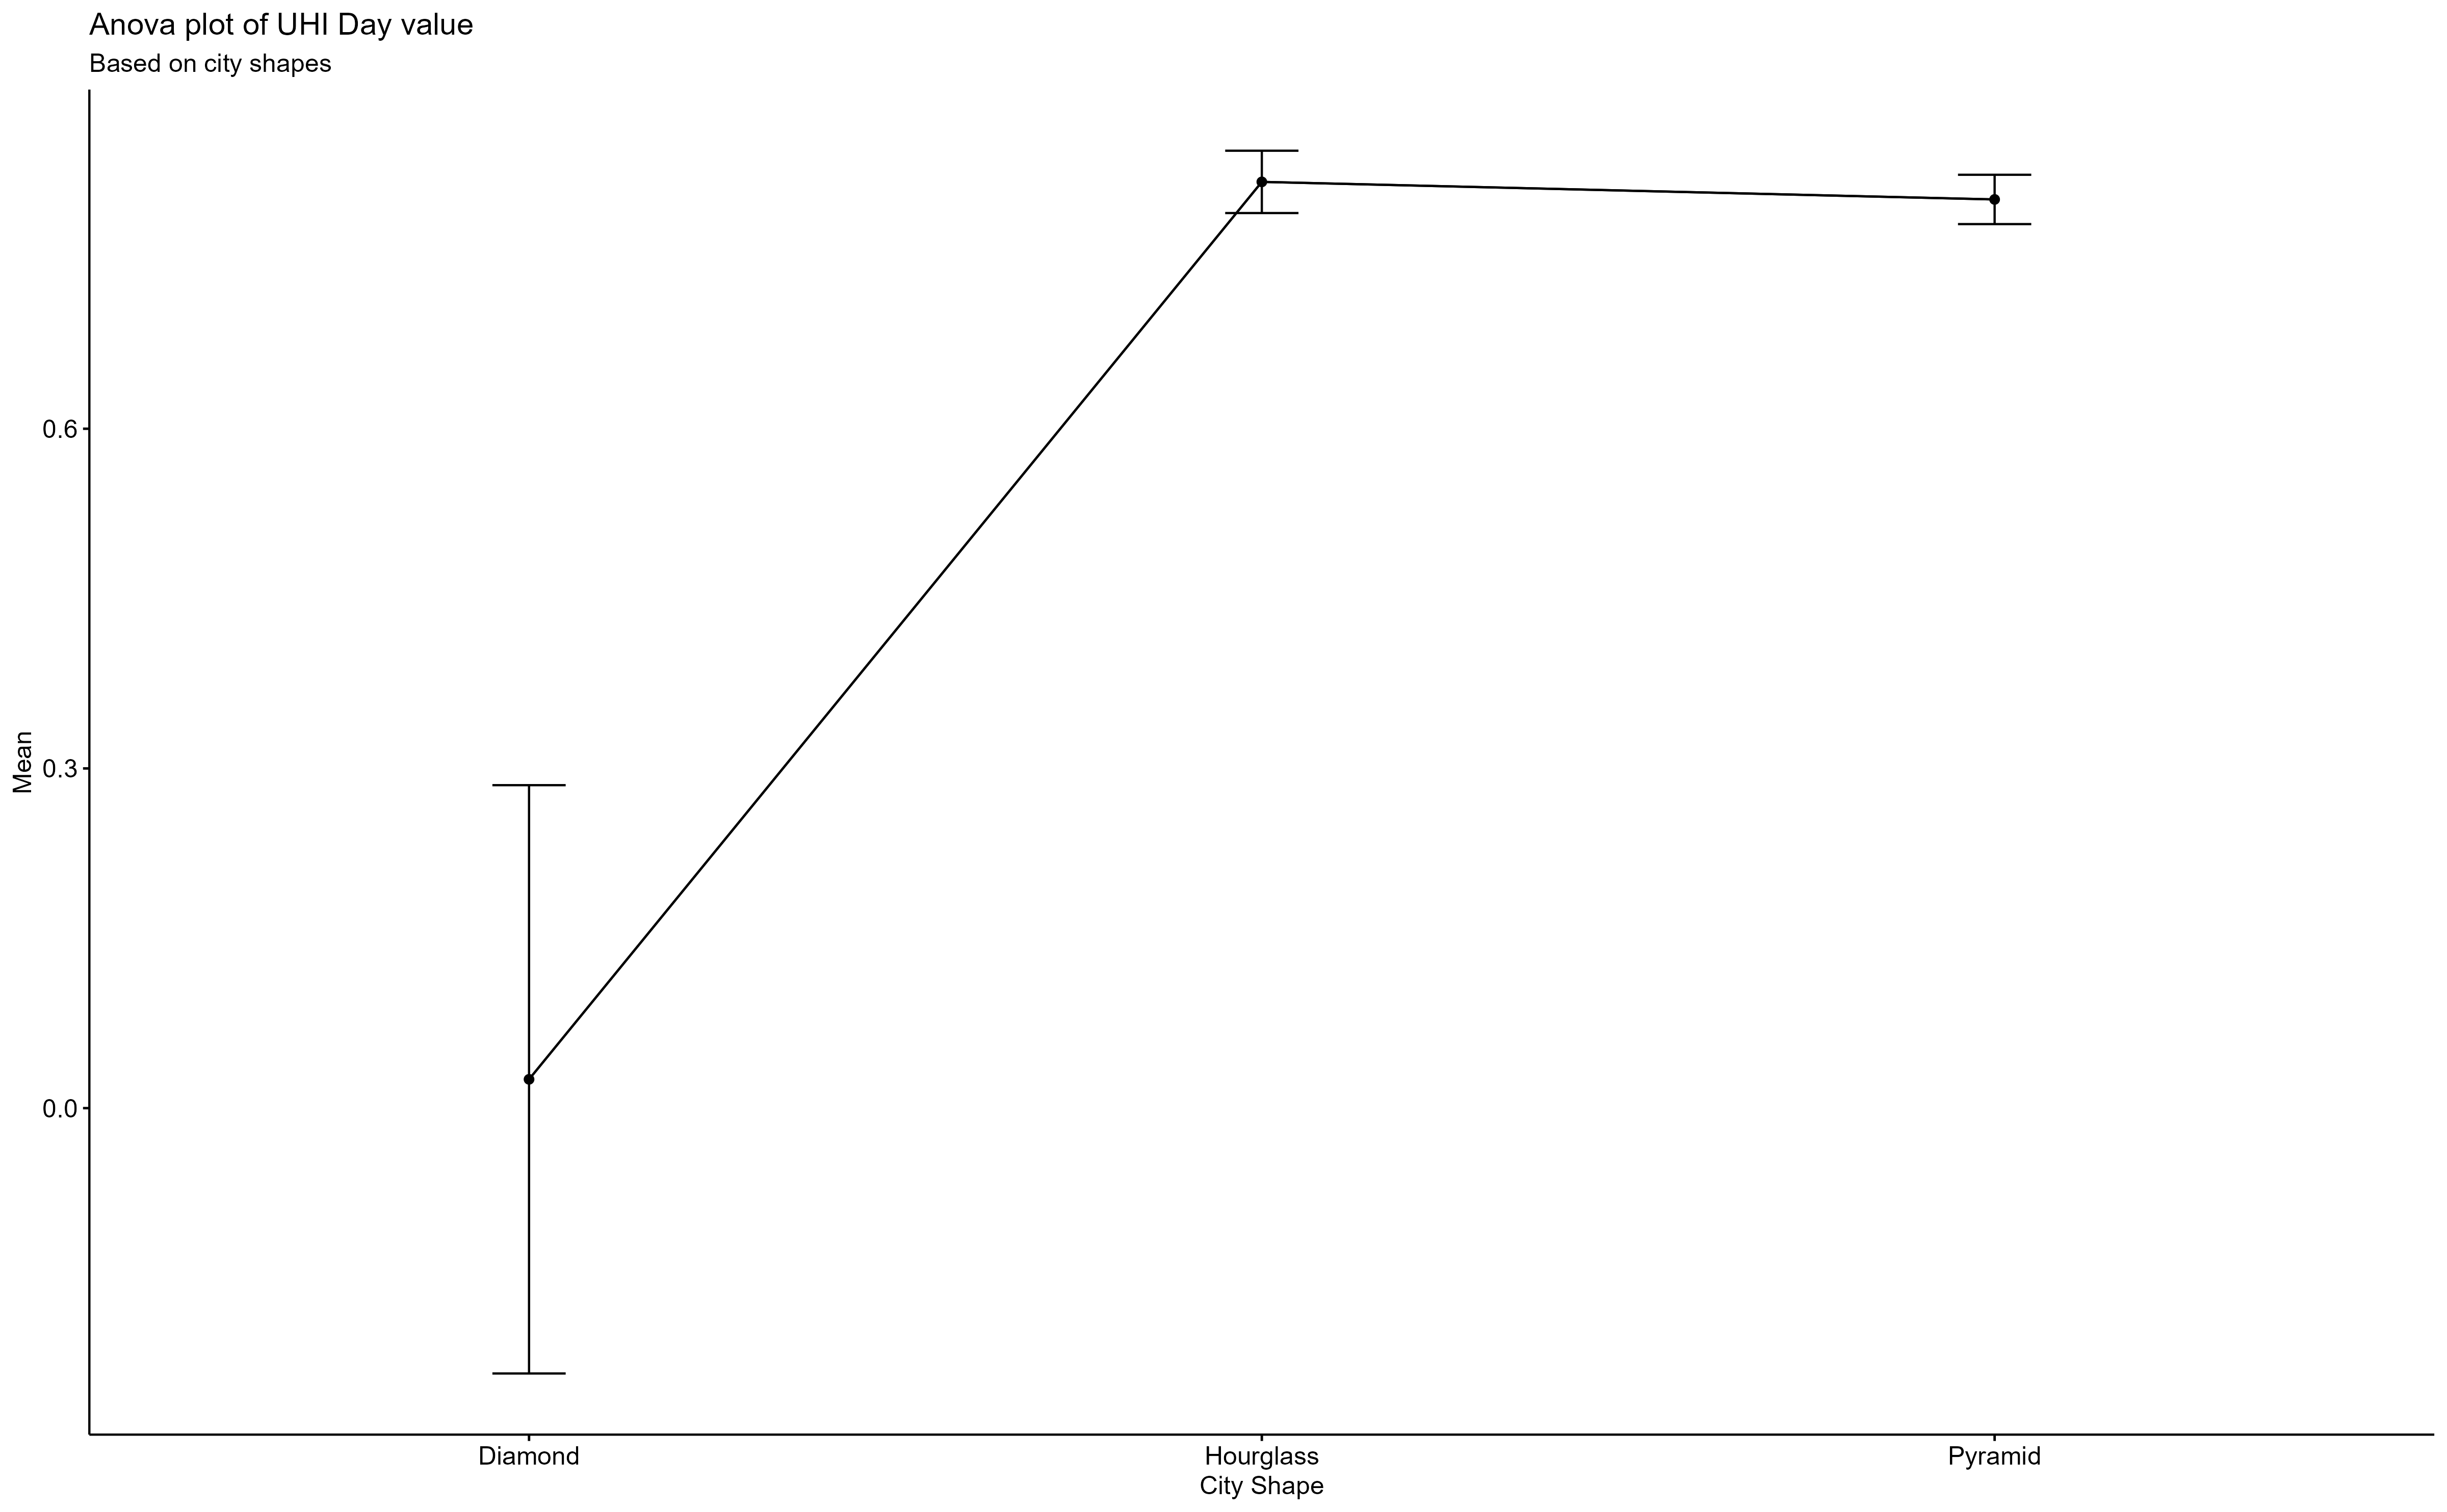 Anova plot of UHI Day value
Based on city shapes
Mean
0.6
0.3
0.0
Diamond
Hourglass
Pyramid
City Shape